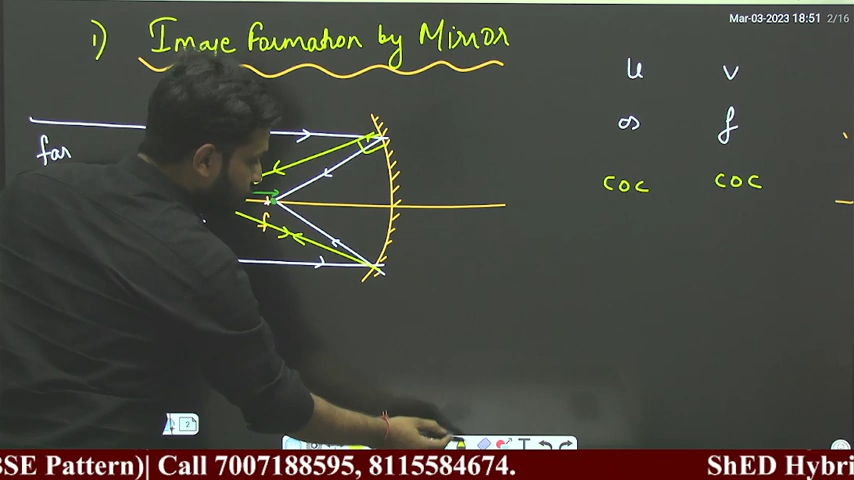 Mar-03-2023 18:51 2/16
1) Image formation by Mirror
u v
∞ f
far
COC COC
f
2
BSE Pattern)| Call 7007188595, 8115584674. ShED Hybri